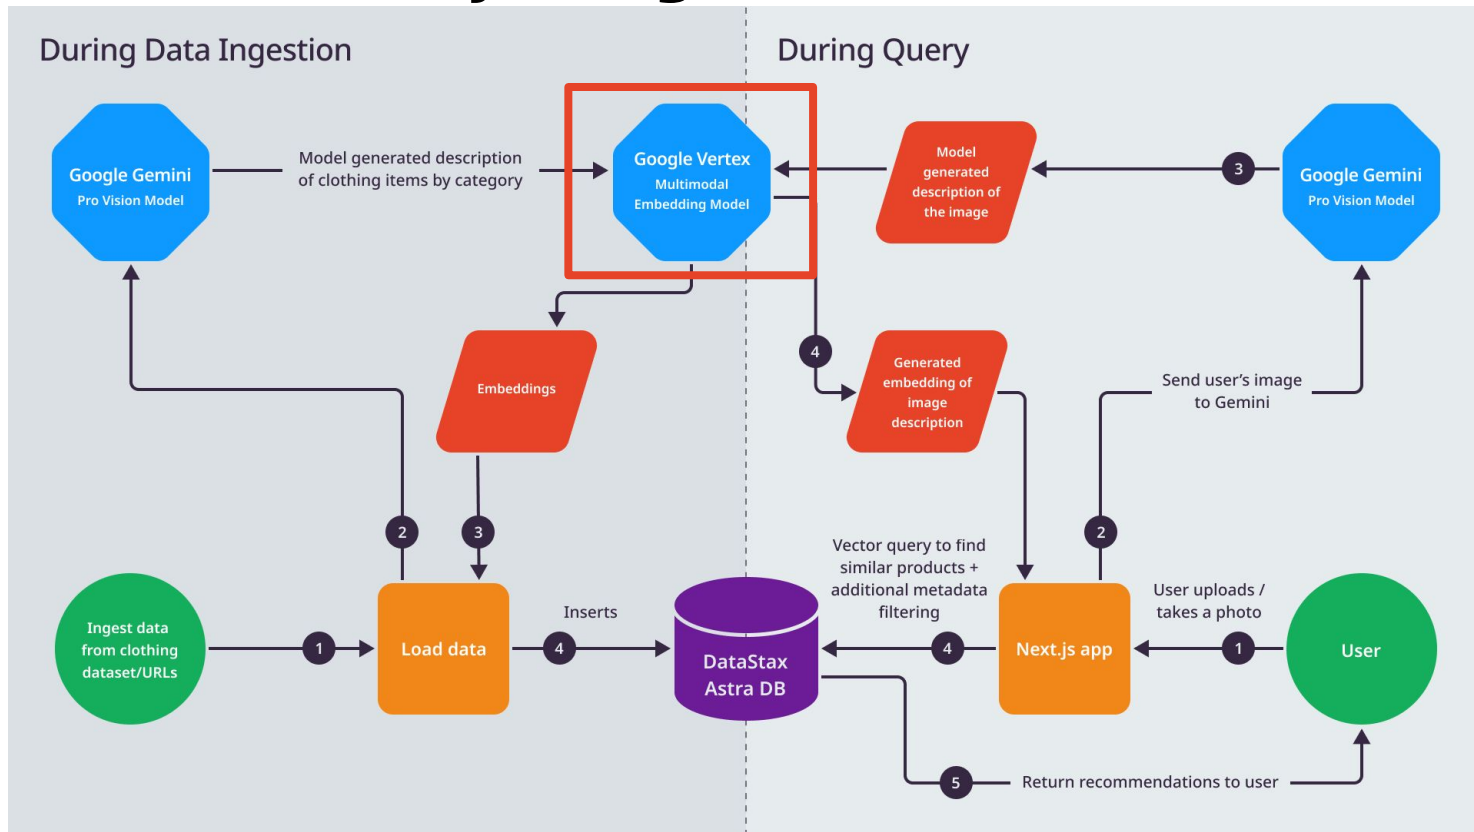 During Data Ingestion
During Query
Google Gemini
Pro Vision Model
Model generated description
of clothing items by category
Google Vertex
Multimodal
Embedding Model
Model
generated
description of
the image
3
Google Gemini
Pro Vision Model
Embeddings
4
Generated
embedding of
image
description
Send user's image
to Gemini
2
3
Vector query to find
similar products +
additional metadata
filtering
2
User uploads /
takes a photo
Ingest data
from clothing
dataset/URLs
1
Load data
Inserts
4
DataStax
Astra DB
4
Next.js app
1
User
5
Return recommendations to user